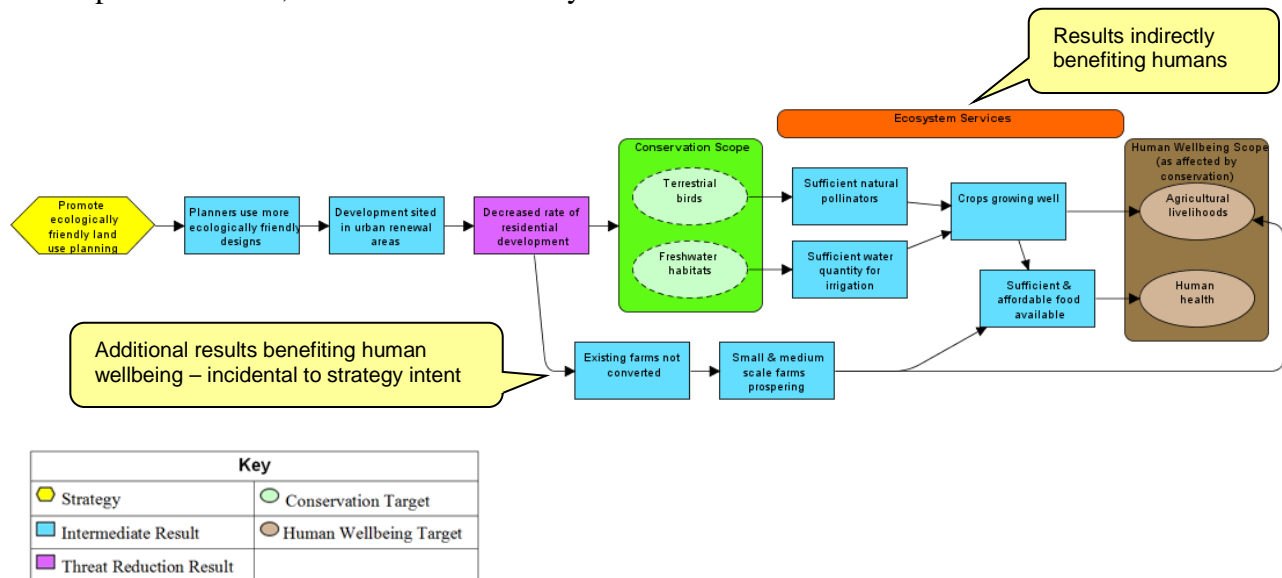 Results indirectly
benefiting humans
Ecosystem Services
Conservation Scope
Human Wellbeing Scope
(as affected by
conservation)
Terrestrial
birds
Sufficient natural
pollinators
Agricultural
livelihoods
Promote
ecologically
friendly land
use planning
Planners use more
ecologically friendly
designs
Development sited
in urban renewal
areas
Decreased rate of
residential
development
Crops growing well
Freshwater
habitats
Sufficient water
quantity for
irrigation
Sufficient &
affordable food
available
Human
health
Additional results benefiting human
wellbeing – incidental to strategy intent
Existing farms not
converted
Small & medium
scale farms
prospering
Key
Strategy
Conservation Target
Intermediate Result
Human Wellbeing Target
Threat Reduction Result